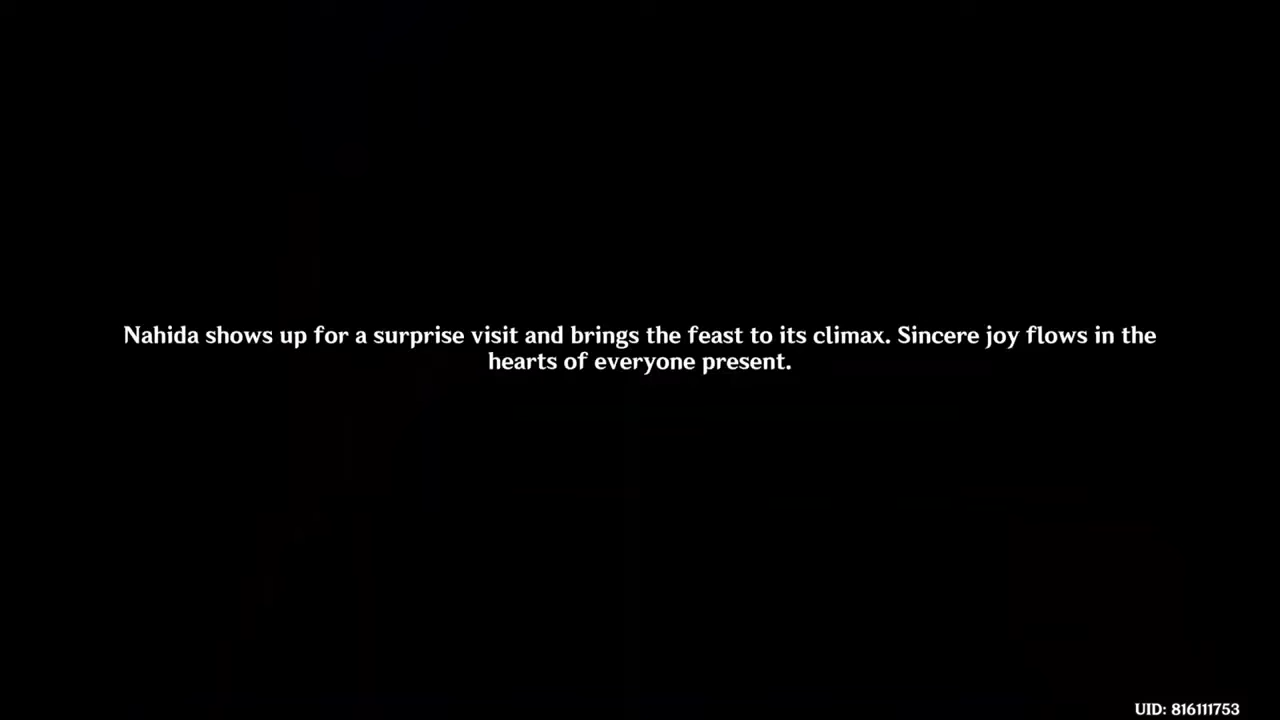 Nahida shows up for a surprise visit and brings the feast to its climax. Sincere joy flows in the
hearts of everyone present.
UID: 816111753